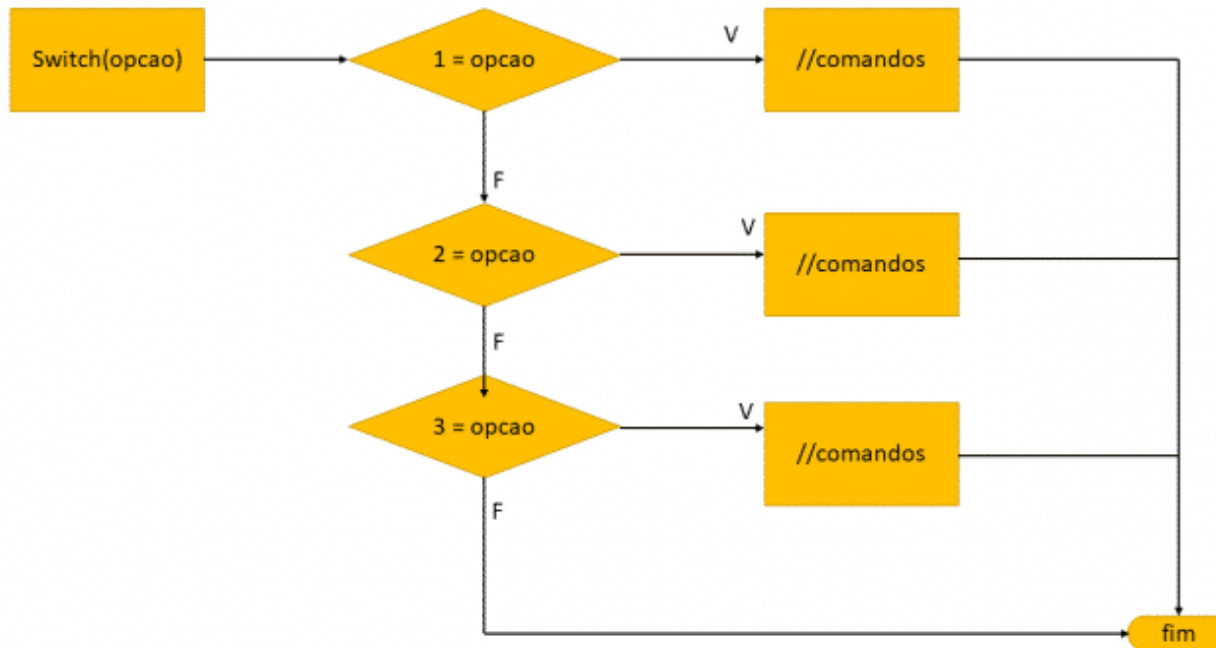 Switch(opcao)
1 = opcao
V
//comandos
F
2 = opcao
V
//comandos
F
3 = opcao
V
//comandos
F
fim